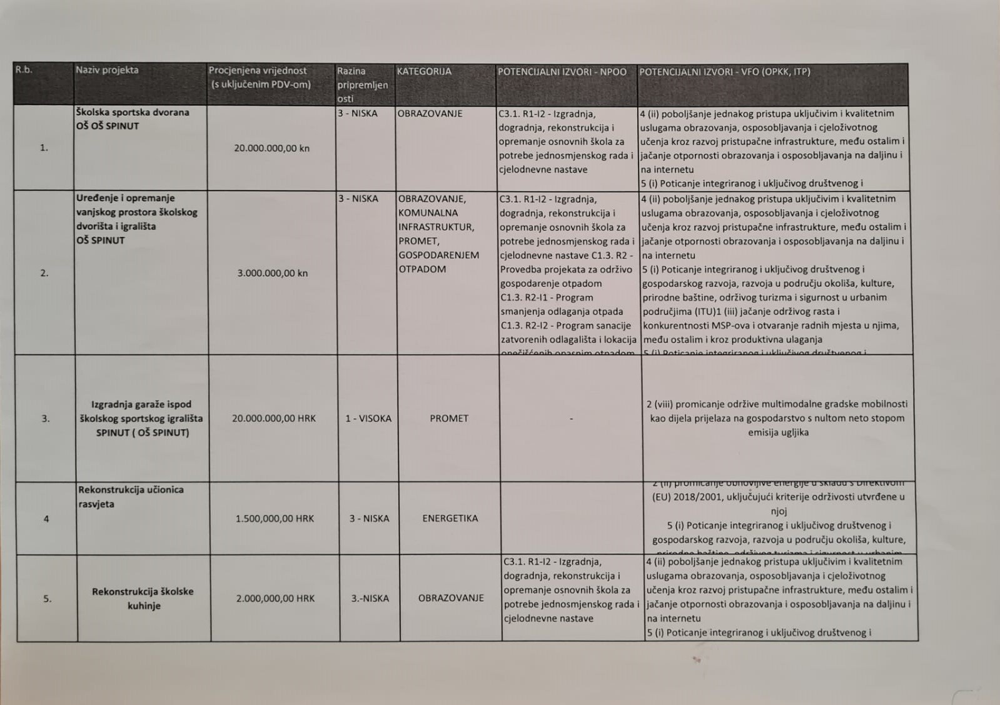 R.b.
Naziv projekta
Procjenjena vrijednost
(s uključenim PDV-om)
Razina
pripremljen
osti
KATEGORIJA
POTENCIJALNI IZVORI - NPOO
POTENCIJALNI IZVORI - VFO (OPKK, ITP)
1.
Školska sportska dvorana
OŠ OŠ SPINUT
20.000.000,00 kn
3 - NISKA
OBRAZOVANJE
C3.1. R1-I2 - Izgradnja,
dogradnja, rekonstrukcija i
opremanje osnovnih škola za
potrebe jednosmjenskog rada i
cjelodnevne nastave
4 (ii) poboljšanje jednakog pristupa uključivim i kvalitetnim
uslugama obrazovanja, osposobljavanja i cjeloživotnog
učenja kroz razvoj pristupačne infrastrukture, među ostalim i
jačanje otpornosti obrazovanja i osposobljavanja na daljinu i
na internetu
5 (i) Poticanje integriranog i uključivog društvenog i
2.
Uređenje i opremanje
vanjskog prostora školskog
dvorišta i igrališta
OŠ SPINUT
3.000.000,00 kn
3 - NISKA
OBRAZOVANJE,
KOMUNALNA
INFRASTRUKTUR,
PROMET,
GOSPODARENJEM
OTPADOM
C3.1. R1-I2 - Izgradnja,
dogradnja, rekonstrukcija i
opremanje osnovnih škola za
potrebe jednosmjenskog rada i
cjelodnevne nastave C1.3. R2 -
Provedba projekata za održivo
gospodarenje otpadom
C1.3. R2-I1 - Program
smanjenja odlaganja otpada
C1.3. R2-I2 - Program sanacije
zatvorenih odlagališta i lokacija
onečišćenih opasnim otpadom
4 (ii) poboljšanje jednakog pristupa uključivim i kvalitetnim
uslugama obrazovanja, osposobljavanja i cjeloživotnog
učenja kroz razvoj pristupačne infrastrukture, među ostalim i
jačanje otpornosti obrazovanja i osposobljavanja na daljinu i
na internetu
5 (i) Poticanje integriranog i uključivog društvenog i
gospodarskog razvoja, razvoja u području okoliša, kulture,
prirodne baštine, održivog turizma i sigurnost u urbanim
područjima (ITU)1 (iii) jačanje održivog rasta i
konkurentnosti MSP-ova i otvaranje radnih mjesta u njima,
među ostalim i kroz produktivna ulaganja
5 (i) Poticanje integriranog i uključivog društvenog i
3.
Izgradnja garaže ispod
školskog sportskog igrališta
SPINUT ( OŠ SPINUT)
20.000.000,00 HRK
1 - VISOKA
PROMET
-
2 (viii) promicanje održive multimodalne gradske mobilnosti
kao dijela prijelaza na gospodarstvo s nultom neto stopom
emisija ugljika
4
Rekonstrukcija učionica
rasvjeta
1.500,000,00 HRK
3 - NISKA
ENERGETIKA
2 (ii) promicanje obnovljive energije u skladu s Direktivom
(EU) 2018/2001, uključujući kriterije održivosti utvrđene u
njoj
5 (i) Poticanje integriranog i uključivog društvenog i
gospodarskog razvoja, razvoja u području okoliša, kulture,
prirodne baštine, održivog turizma i sigurnost u urbanim
5.
Rekonstrukcija školske
kuhinje
2.000,000,00 HRK
3.-NISKA
OBRAZOVANJE
C3.1. R1-I2 - Izgradnja,
dogradnja, rekonstrukcija i
opremanje osnovnih škola za
potrebe jednosmjenskog rada i
cjelodnevne nastave
4 (ii) poboljšanje jednakog pristupa uključivim i kvalitetnim
uslugama obrazovanja, osposobljavanja i cjeloživotnog
učenja kroz razvoj pristupačne infrastrukture, među ostalim i
jačanje otpornosti obrazovanja i osposobljavanja na daljinu i
na internetu
5 (i) Poticanje integriranog i uključivog društvenog i